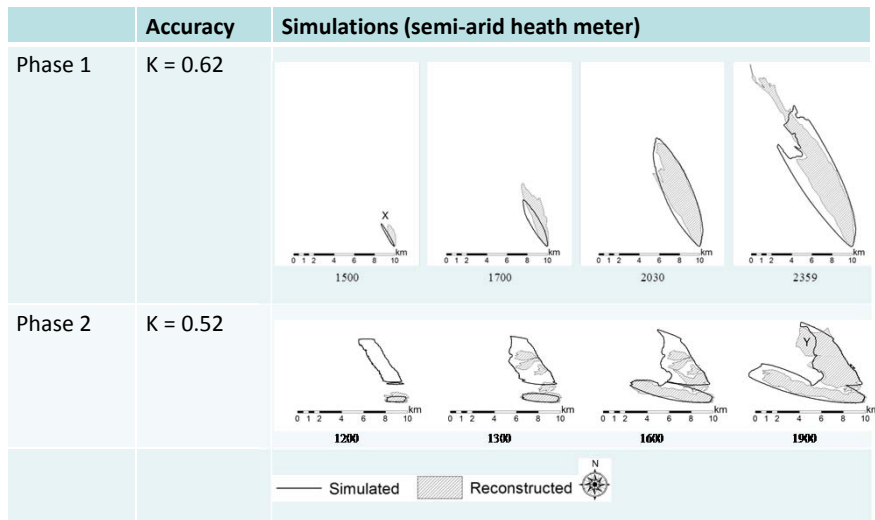 Accuracy Simulations (semi-arid heath meter)
Phase 1 K = 0.62
X
km km km km
0 1 2 4 6 8 10 0 1 2 4 6 8 10 0 1 2 4 6 8 10 0 1 2 4 6 8 10
1500 1700 2030 2359
Phase 2 K = 0.52
Y
km km km km
0 1 2 4 6 8 10 0 1 2 4 6 8 10 0 1 2 4 6 8 10 0 1 2 4 6 8 10
1200 1300 1600 1900
N
Simulated Reconstructed